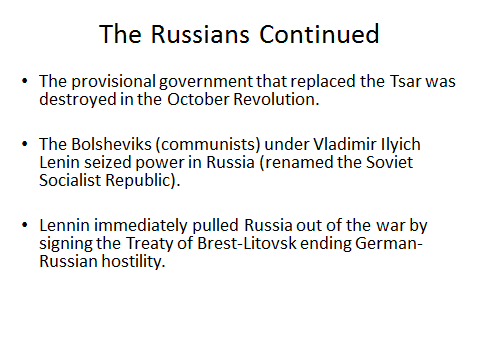 The Russians Continued
• The provisional government that replaced the Tsar was
destroyed in the October Revolution.
• The Bolsheviks (communists) under Vladimir Ilyich
Lenin seized power in Russia (renamed the Soviet
Socialist Republic).
• Lennin immediately pulled Russia out of the war by
signing the Treaty of Brest-Litovsk ending German-
Russian hostility.